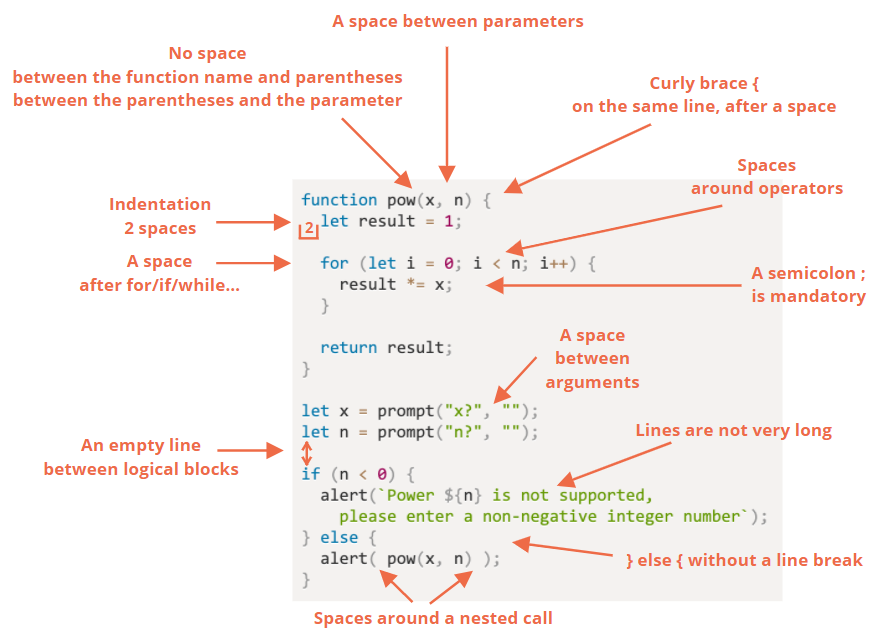 A space between parameters
No space
between the function name and parentheses
between the parentheses and the parameter
Curly brace {
on the same line, after a space
Spaces
around operators
Indentation
2 spaces
A space
after for/if/while...
A semicolon ;
is mandatory
function pow(x, n) {
2
  let result = 1;

  for (let i = 0; i < n; i++) {
    result *= x;
  }

  return result;
}
A space
between
arguments

let x = prompt("x?", "");
let n = prompt("n?", "");
An empty line
between logical blocks
Lines are not very long

if (n < 0) {
  alert(`Power ${n} is not supported,
    please enter a non-negative integer number`);
} else {
  alert( pow(x, n) );
}
} else { without a line break
Spaces around a nested call